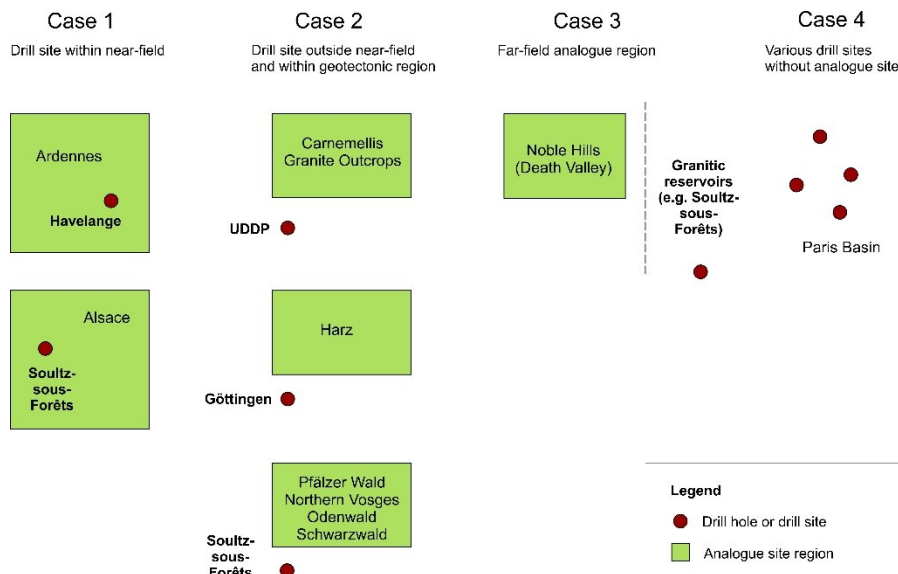 Case 1
Drill site within near-field
Case 2
Drill site outside near-field
and within geotectonic region
Case 3
Far-field analogue region
Case 4
Various drill sites
without analogue site
Ardennes
Havelange
Alsace
Soultz-
sous-
Forêts
Carnemellis
Granite Outcrops
UDDP
Harz
Göttingen
Pfälzer Wald
Northern Vosges
Odenwald
Schwarzwald
Soultz-
sous-
Forêts
Noble Hills
(Death Valley)
Granitic
reservoirs
(e.g. Soultz-
sous-
Forêts)
Paris Basin
Legend
Drill hole or drill site
Analogue site region